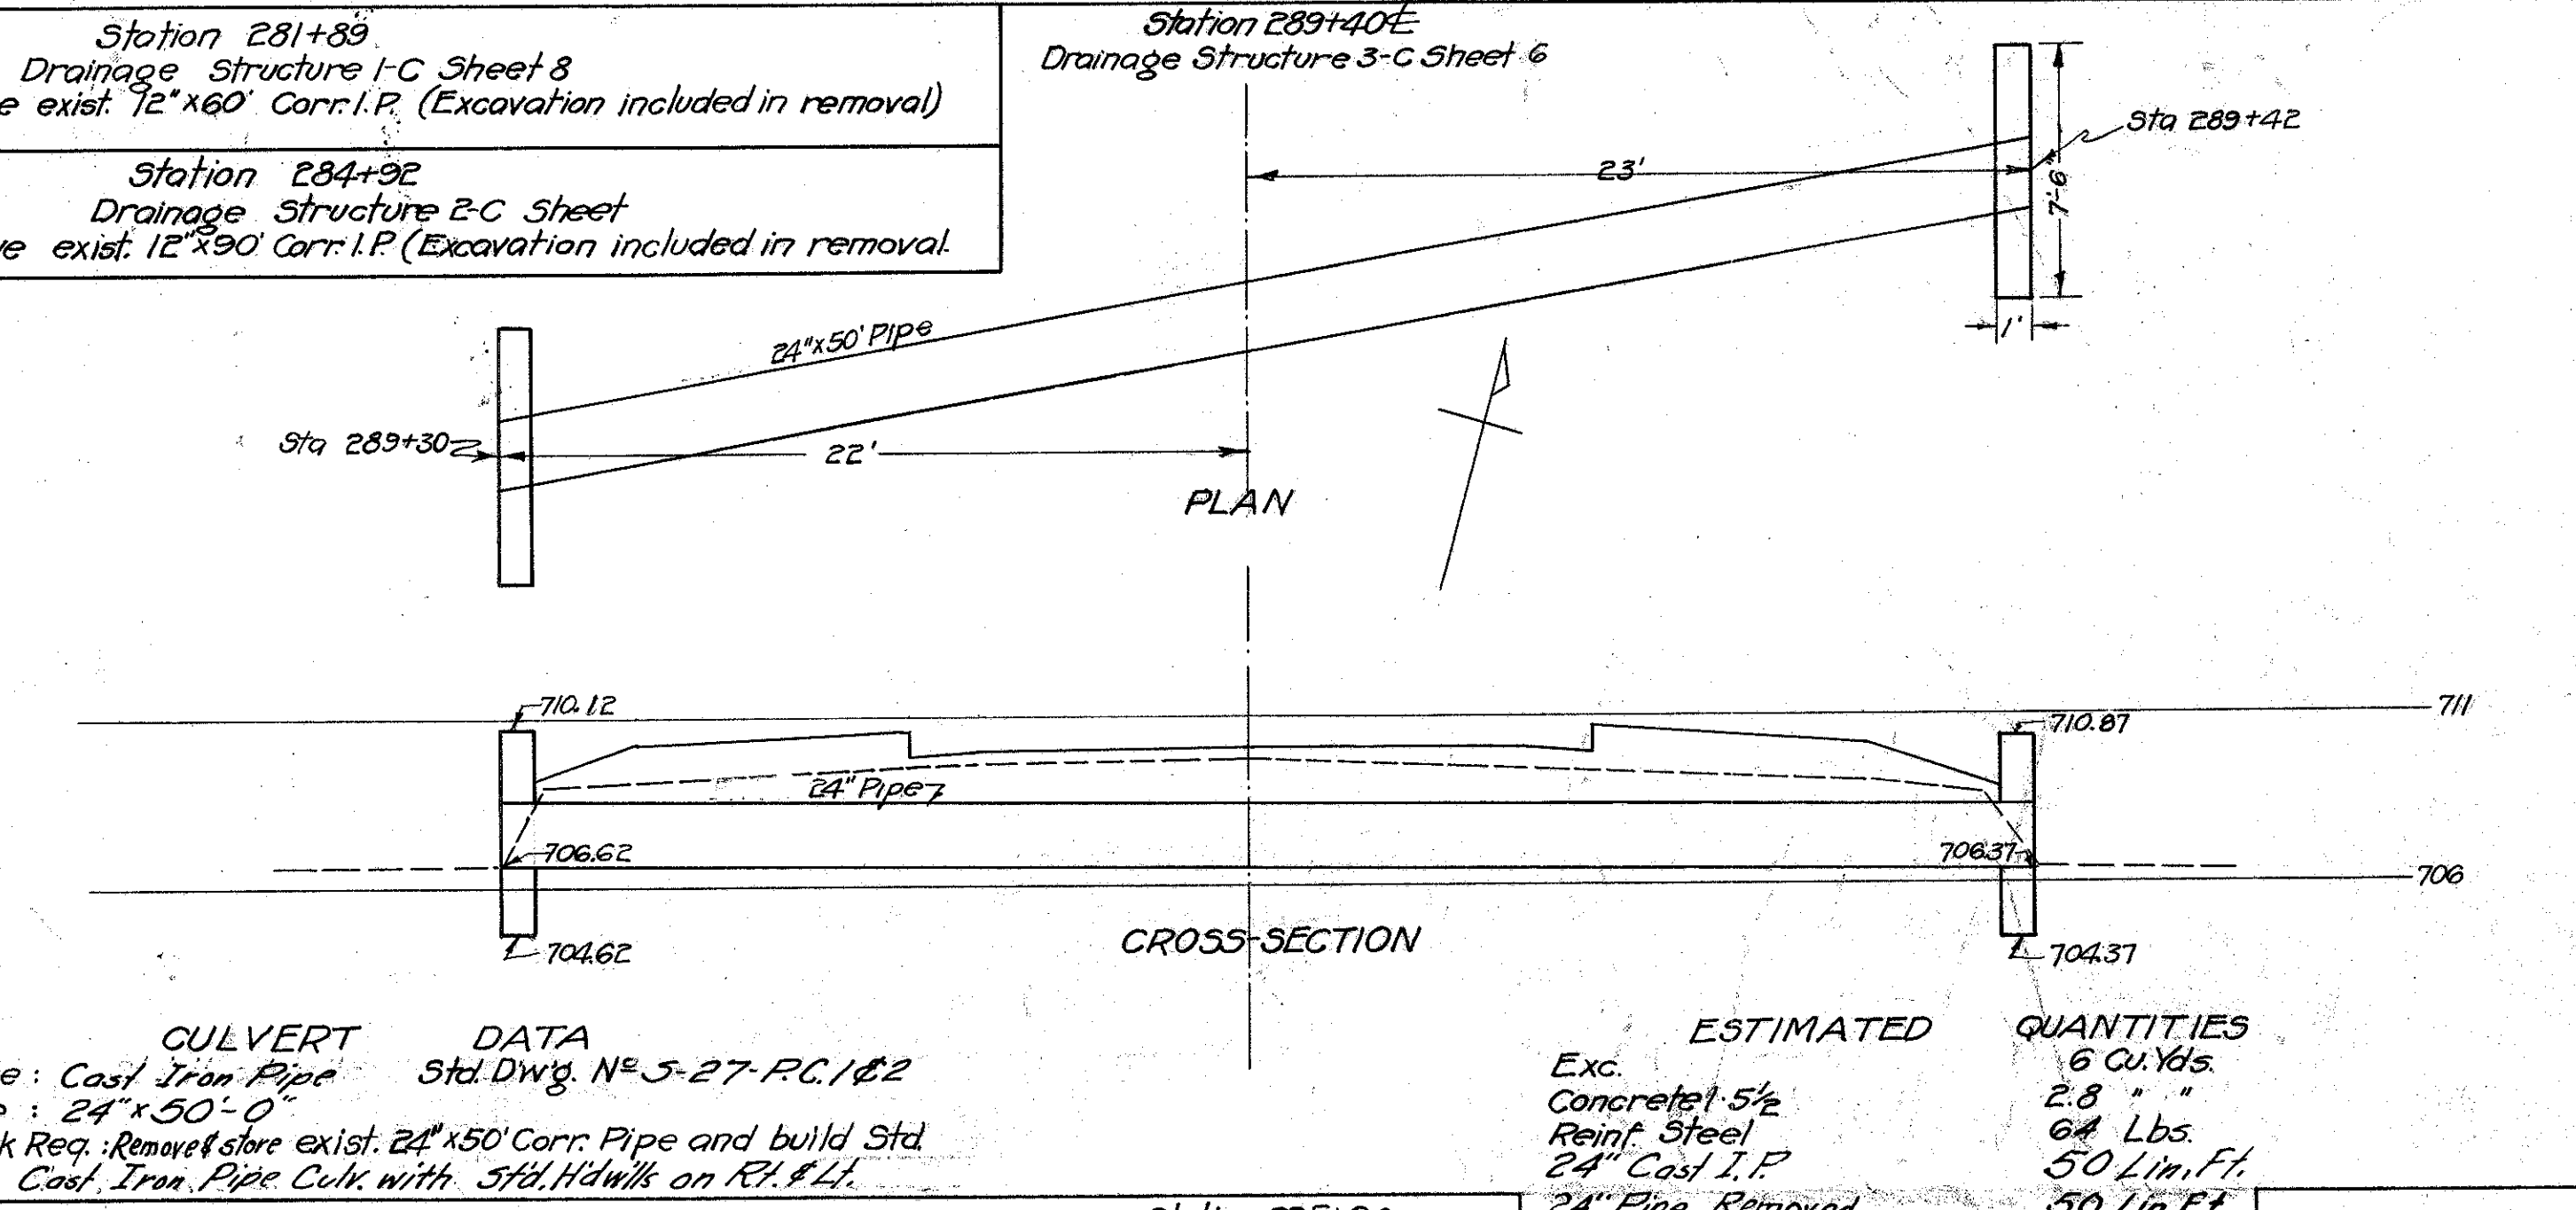 Station 281+89
Drainage Structure 1-C Sheet 8
exist. 12"x60' Corr. I.P. (Excavation included in removal)
Station 284+92
Drainage Structure 2-C Sheet
exist. 12"x90' Corr. I.P. (Excavation included in removal.
Station 289+40 ℄
Drainage Structure 3-C Sheet 6
Sta 289+42
23'
7'-6"
1'
24"x50' Pipe
Sta 289+30
22'
PLAN
710.12
711
710.87
24" Pipe
706.62
706.37
706
CROSS-SECTION
704.62
704.37
CULVERT DATA
: Cast Iron Pipe Std. Dw'g. Nº S-27-P.C. 1 & 2
: 24"x50'-0"
Req. : Remove & store exist. 24"x50' Corr. Pipe and build Std.
Cast Iron Pipe Culv. with Std. H'dwlls on Rt. & Lt.
ESTIMATED QUANTITIES
Exc. 6 Cu. Yds.
Concrete 1:5½ 2.8 " "
Reinf. Steel 64 Lbs.
24" Cast I.P. 50 Lin. Ft.
24" Pipe Removed 50 Lin Ft